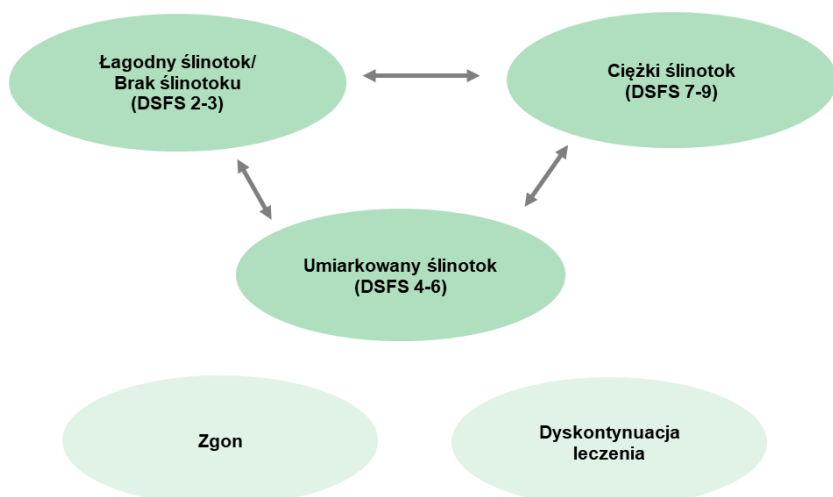 Łagodny ślinotok/
Brak ślinotoku
(DSFS 2-3)
Ciężki ślinotok
(DSFS 7-9)
Umiarkowany ślinotok
(DSFS 4-6)
Zgon
Dyskontynuacja
leczenia